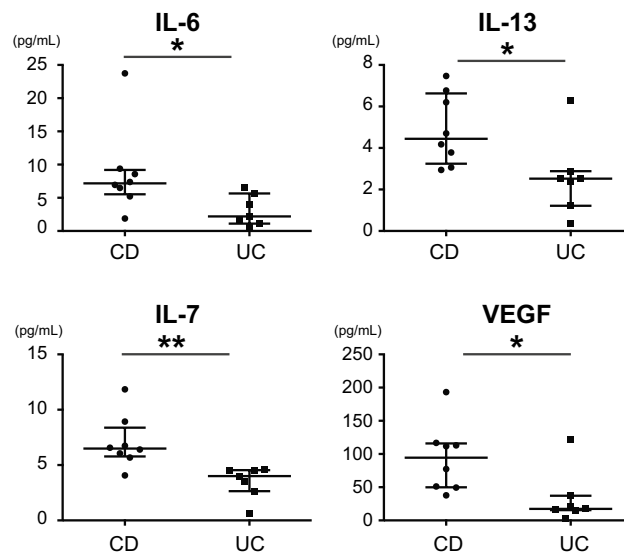 IL-6
(pg/mL)
*
25
20
15
10
5
0
CD UC
IL-13
(pg/mL)
*
8
6
4
2
0
CD UC
IL-7
(pg/mL)
**
15
10
5
0
CD UC
VEGF
(pg/mL)
*
250
200
150
100
50
0
CD UC